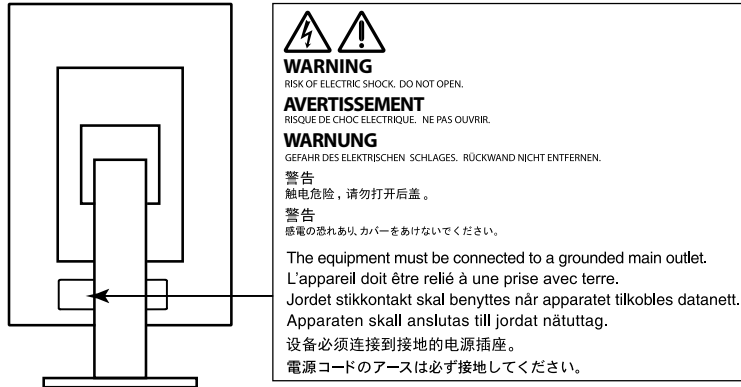 WARNING
RISK OF ELECTRIC SHOCK. DO NOT OPEN.
AVERTISSEMENT
RISQUE DE CHOC ELECTRIQUE. NE PAS OUVRIR.
WARNUNG
GEFAHR DES ELEKTRISCHEN SCHLAGES. RÜCKWAND NICHT ENTFERNEN.
警告
触电危险，请勿打开后盖。
警告
感電の恐れあり、カバーをあけないでください。
The equipment must be connected to a grounded main outlet.
L'appareil doit être relié à une prise avec terre.
Jordet stikkontakt skal benyttes når apparatet tilkobles datanett.
Apparaten skall anslutas till jordat nätuttag.
设备必须连接到接地的电源插座。
電源コードのアースは必ず接地してください。